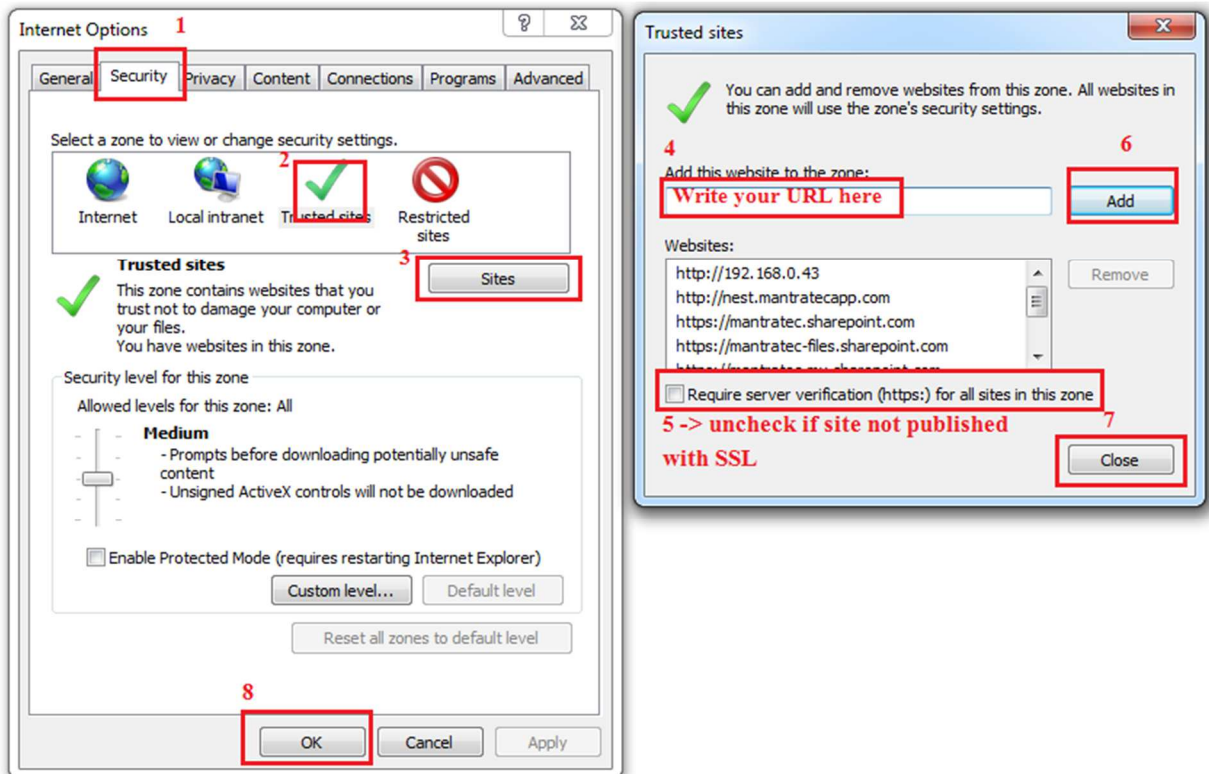 Internet Options
1
General Security Privacy Content Connections Programs Advanced
Select a zone to view or change security settings.
2
Internet Local intranet Trusted sites Restricted
sites
3
Trusted sites
Sites
This zone contains websites that you
trust not to damage your computer or
your files.
You have websites in this zone.
Security level for this zone
Allowed levels for this zone: All
Medium
- Prompts before downloading potentially unsafe
content
- Unsigned ActiveX controls will not be downloaded
Enable Protected Mode (requires restarting Internet Explorer)
Custom level... Default level
Reset all zones to default level
8
OK Cancel Apply
Trusted sites
You can add and remove websites from this zone. All websites in
this zone will use the zone's security settings.
4
6
Add this website to the zone:
Write your URL here
Add
Websites:
http://192.168.0.43
Remove
http://nest.mantratecapp.com
https://mantratec.sharepoint.com
https://mantratec-files.sharepoint.com
https://mantratec-my.sharepoint.com
Require server verification (https:) for all sites in this zone
5 -> uncheck if site not published
with SSL
7
Close